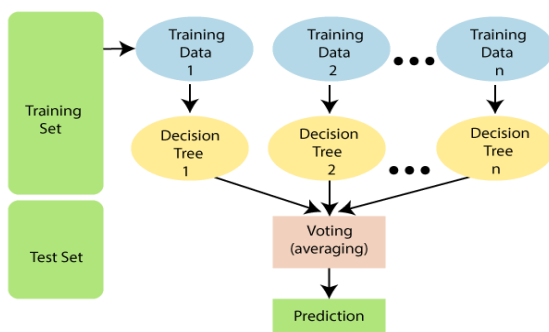 Training
Set
Test Set
Training
Data
1
Training
Data
2
Training
Data
n
Decision
Tree
1
Decision
Tree
2
Decision
Tree
n
Voting
(averaging)
Prediction